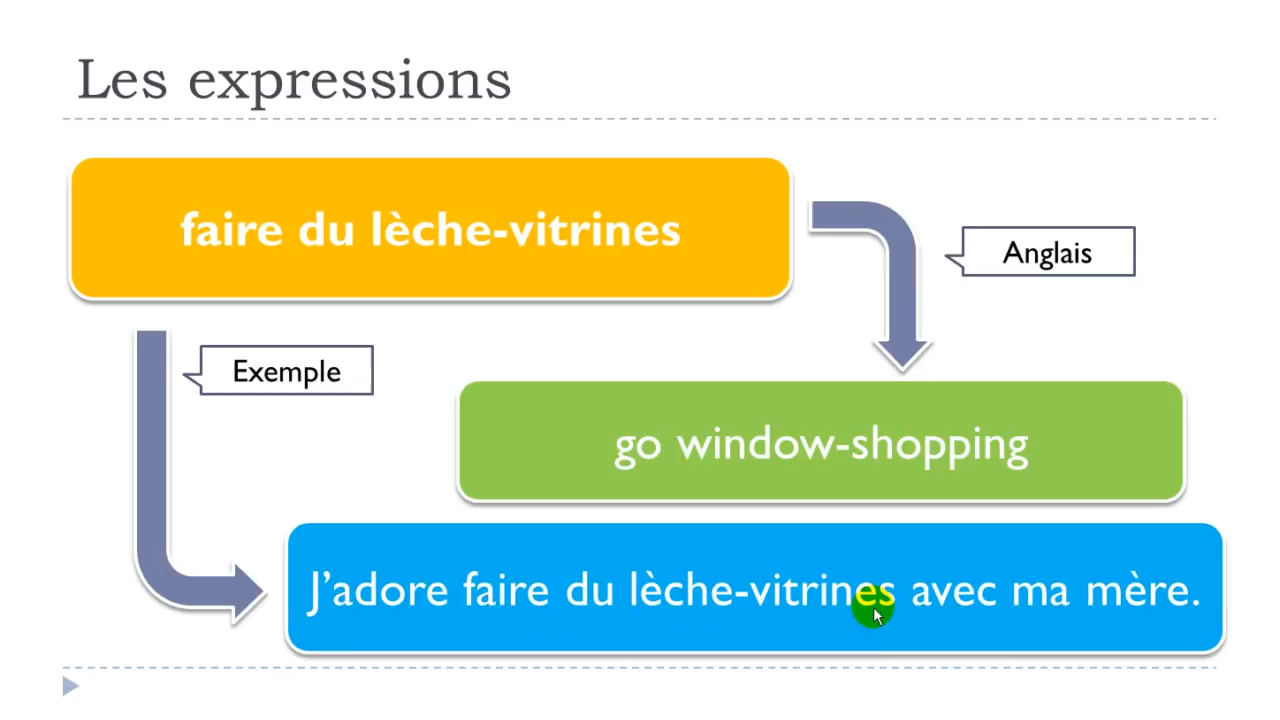 Les expressions
faire du lèche-vitrines
Anglais
Exemple
go window-shopping
J’adore faire du lèche-vitrines avec ma mère.